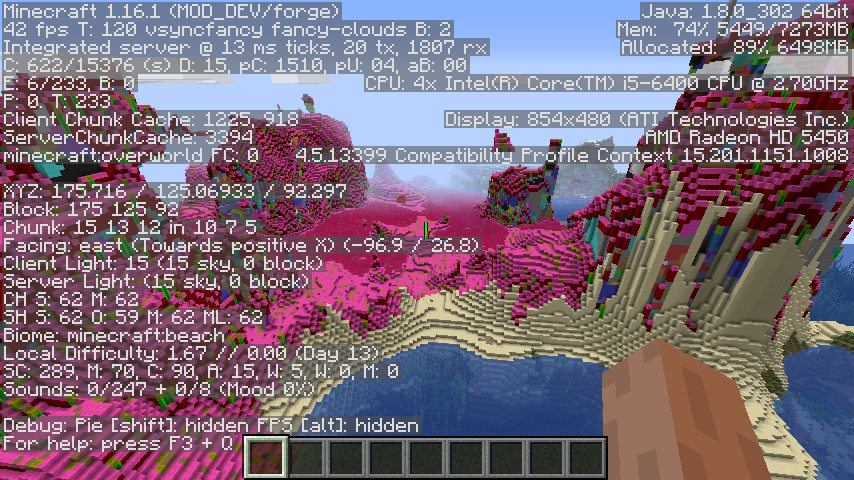 Minecraft 1.16.1 (MOD_DEV/forge)
42 fps T: 120 vsyncfancy fancy-clouds B: 2
Integrated server @ 13 ms ticks, 20 tx, 1807 rx
C: 622/15376 (s) D: 15, pC: 1510, pU: 04, aB: 00
E: 6/233, B: 0
P: 0. T: 233
Client Chunk Cache: 1225, 918
ServerChunkCache: 3394
minecraft:overworld FC: 0
XYZ: 175.716 / 125.06933 / 92.297
Block: 175 125 92
Chunk: 15 13 12 in 10 7 5
Facing: east (Towards positive X) (-96.9 / 26.8)
Client Light: 15 (15 sky, 0 block)
Server Light: (15 sky, 0 block)
CH S: 62 M: 62
SH S: 62 O: 59 M: 62 ML: 62
Biome: minecraft:beach
Local Difficulty: 1.67 // 0.00 (Day 13)
SC: 289, M: 70, C: 90, A: 15, W: 5, W: 0, M: 0
Sounds: 0/247 + 0/8 (Mood 0%)
Debug: Pie [shift]: hidden FPS [alt]: hidden
For help: press F3 + Q
Java: 1.8.0_302 64bit
Mem: 74% 5449/7273MB
Allocated: 89% 6498MB
CPU: 4x Intel(R) Core(TM) i5-6400 CPU @ 2.70GHz
Display: 854x480 (ATI Technologies Inc.)
AMD Radeon HD 5450
45.13399 Compatibility Profile Context 15.201.1151.1008